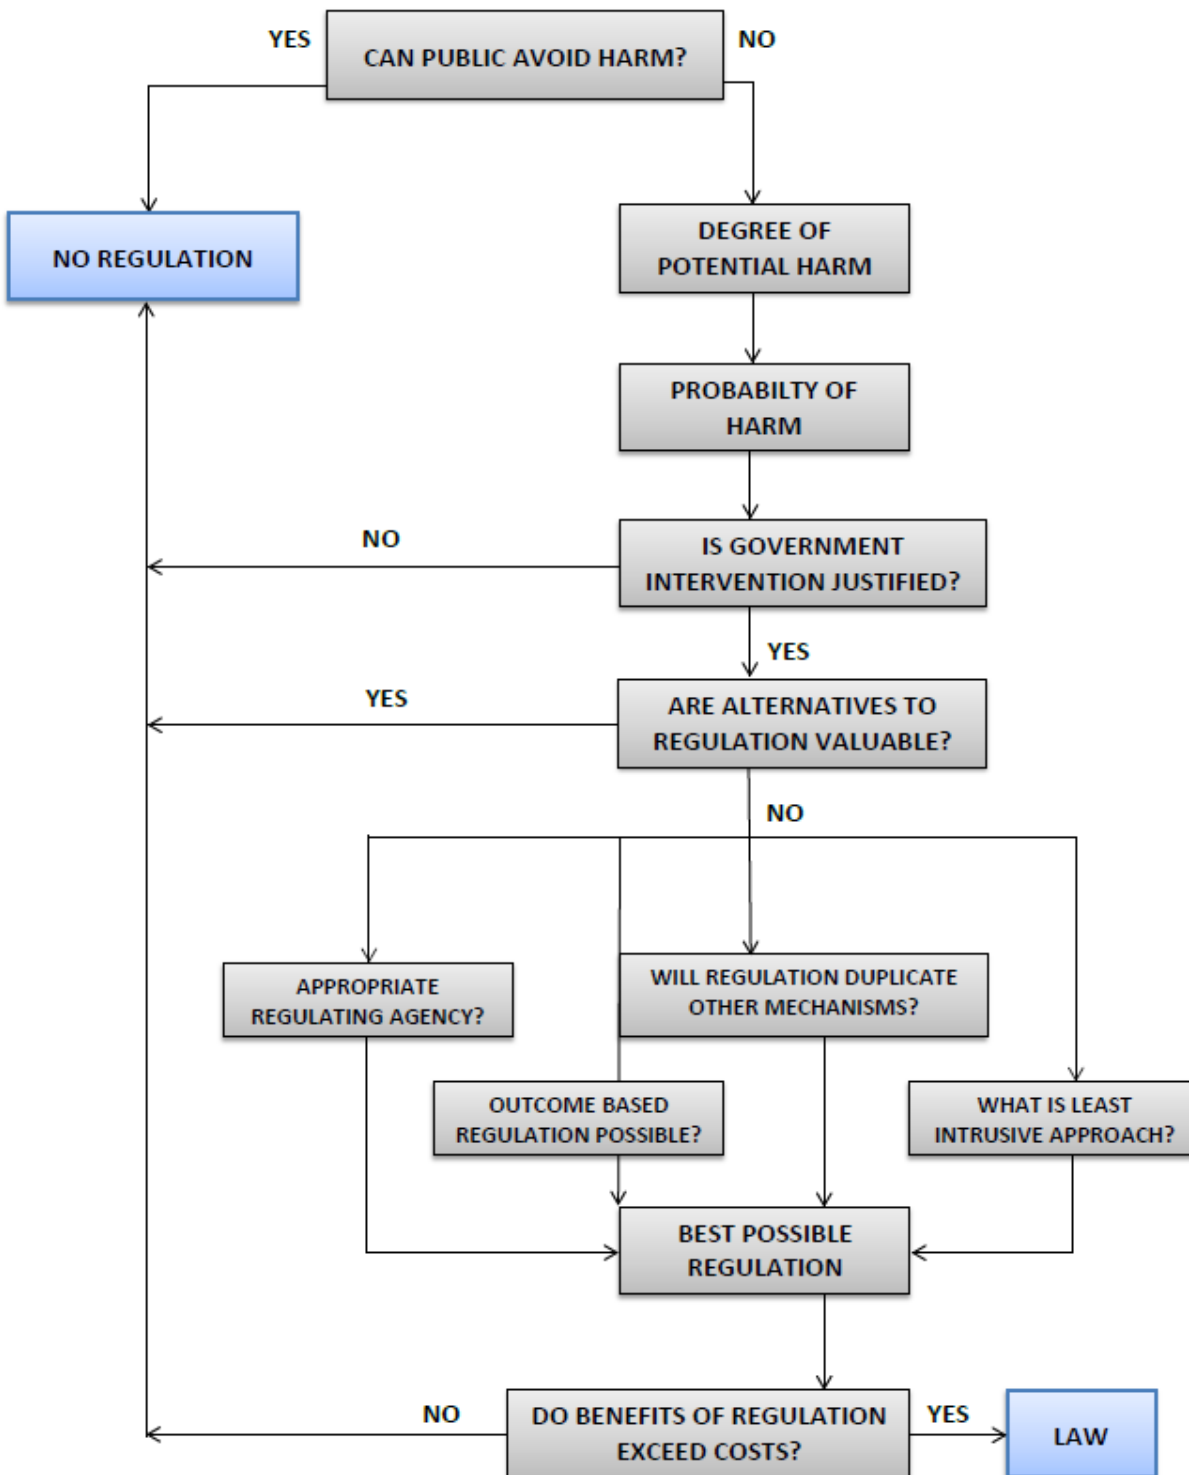 YES
CAN PUBLIC AVOID HARM?
NO
NO REGULATION
DEGREE OF
POTENTIAL HARM
PROBABILTY OF
HARM
NO
IS GOVERNMENT
INTERVENTION JUSTIFIED?
YES
YES
ARE ALTERNATIVES TO
REGULATION VALUABLE?
NO
APPROPRIATE
REGULATING AGENCY?
WILL REGULATION DUPLICATE
OTHER MECHANISMS?
OUTCOME BASED
REGULATION POSSIBLE?
WHAT IS LEAST
INTRUSIVE APPROACH?
BEST POSSIBLE
REGULATION
NO
DO BENEFITS OF REGULATION
EXCEED COSTS?
YES
LAW